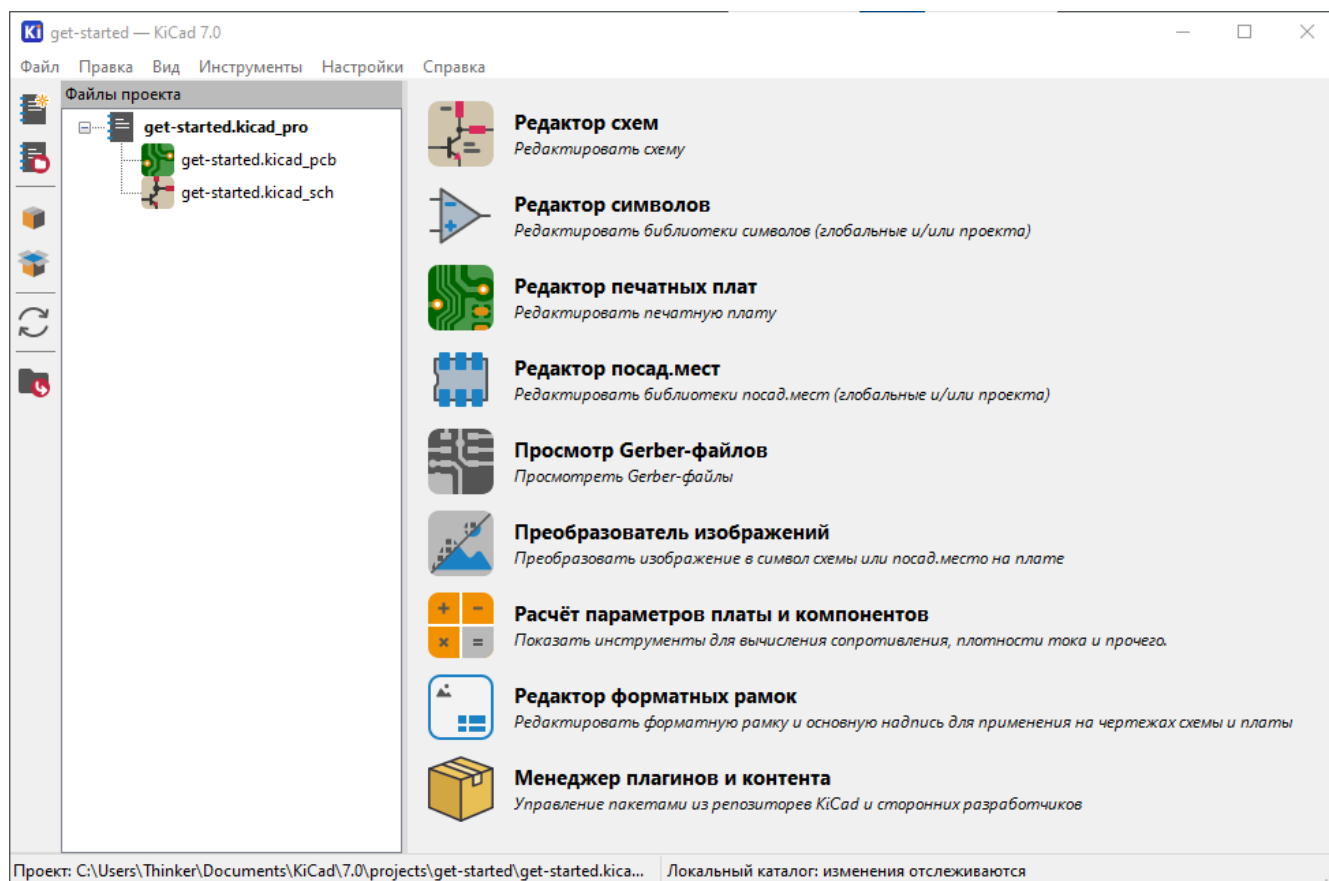 Ki get-started — KiCad 7.0
Файл Правка Вид Инструменты Настройки Справка
Файлы проекта
get-started.kicad_pro
get-started.kicad_pcb
get-started.kicad_sch
Редактор схем
Редактировать схему
Редактор символов
Редактировать библиотеки символов (глобальные и/или проекта)
Редактор печатных плат
Редактировать печатную плату
Редактор посад.мест
Редактировать библиотеки посад.мест (глобальные и/или проекта)
Просмотр Gerber-файлов
Просмотреть Gerber-файлы
Преобразователь изображений
Преобразовать изображение в символ схемы или посад.место на плате
Расчёт параметров платы и компонентов
Показать инструменты для вычисления сопротивления, плотности тока и прочего.
Редактор форматных рамок
Редактировать форматную рамку и основную надпись для применения на чертежах схемы и платы
Менеджер плагинов и контента
Управление пакетами из репозиторев KiCad и сторонних разработчиков
Проект: C:\Users\Thinker\Documents\KiCad\7.0\projects\get-started\get-started.kica... Локальный каталог: изменения отслеживаются